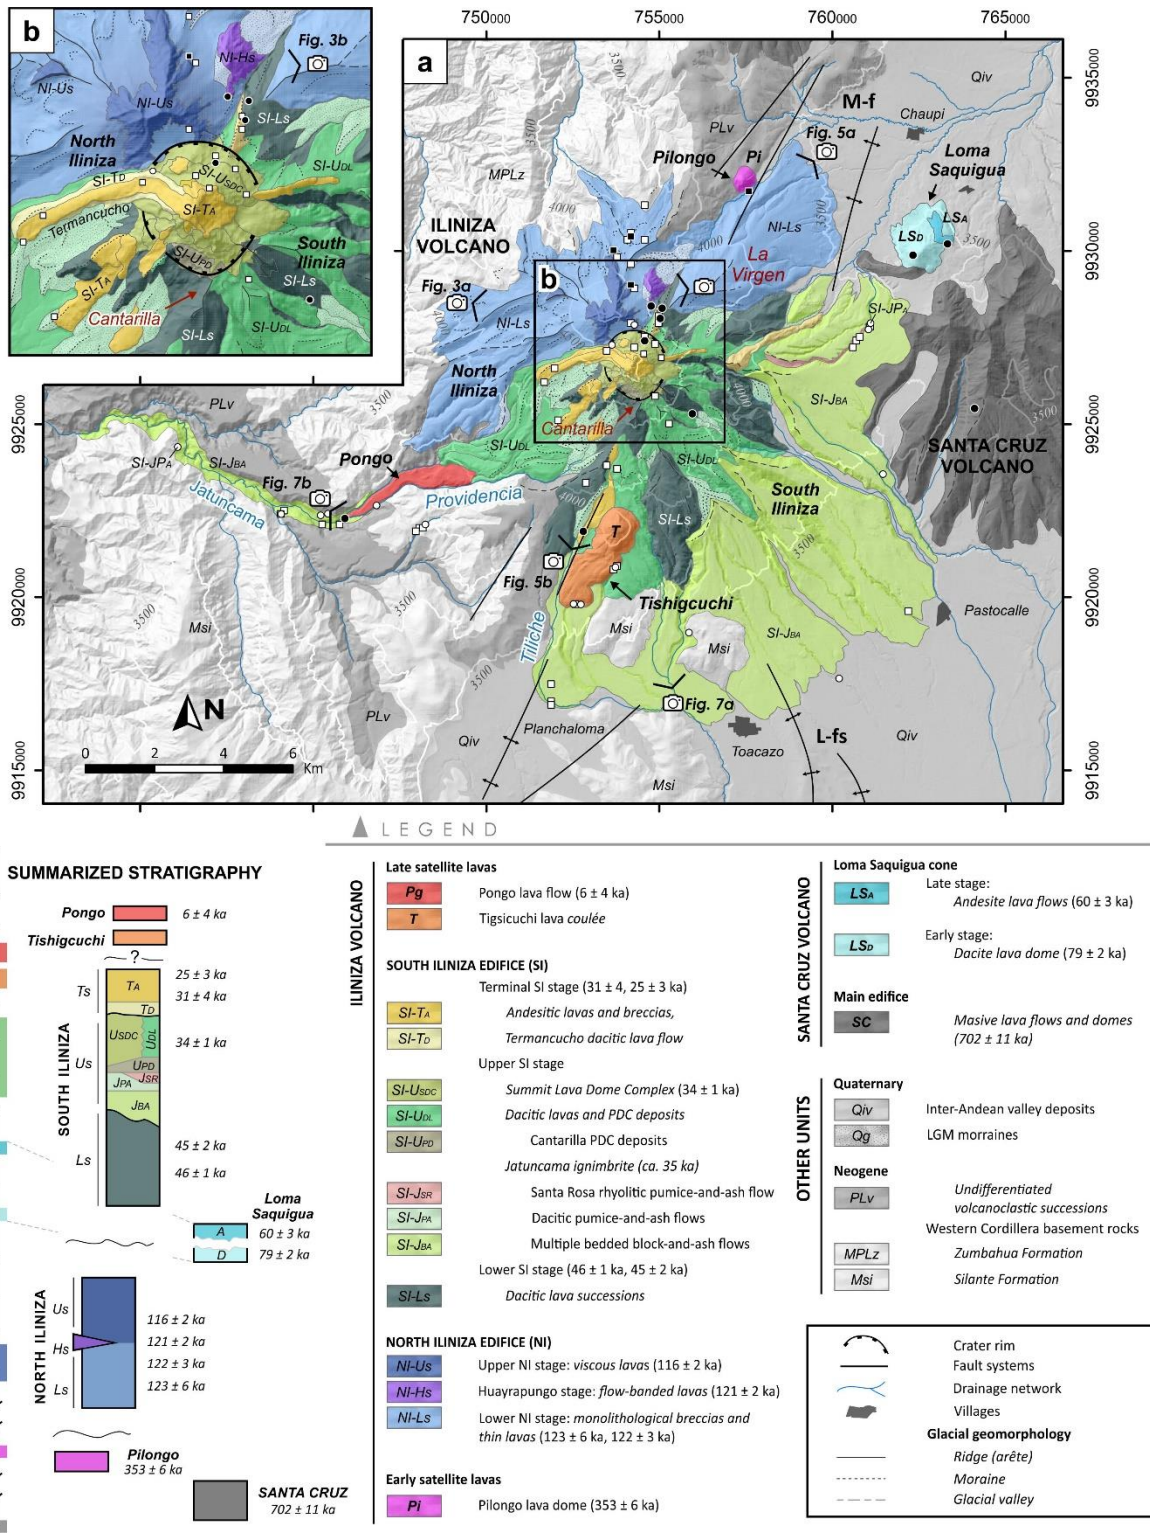 750000
755000
760000
765000
b
Fig. 3b
NI-Hs
NI-Us
NI-Us
SI-Ls
North
Iliniza
SI-UDL
SI-USDC
SI-TD
Termancucho
SI-TA
SI-UPD
South
Iliniza
SI-Ls
SI-TA
Cantarilla
SI-UDL
SI-Ls
a
3500
3500
M-f
Qiv
Chaupi
PLv
Fig. 5a
Pilongo
Pi
Loma
Saquigua
MPLz
4000
ILINIZA
VOLCANO
NI-Ls
3500
LSA
LSD
3500
4000
La
Virgen
b
Fig. 3a
NI-Ls
SI-JPA
North
Iliniza
4000
SI-JBA
3500
Cantarilla
3500
PLv
SI-UDL
SI-UDL
SANTA CRUZ
VOLCANO
SI-JPA
SI-JBA
Pongo
Fig. 7b
Jatuncama
Providencia
4000
South
Iliniza
SI-Ls
T
3500
Fig. 5b
Tishigcuchi
3500
Msi
Msi
Msi
SI-JBA
Pastocalle
Tiliche
3500
Fig. 7a
N
PLv
Qiv
Planchaloma
Toacazo
L-fs
Qiv
Msi
0 2 4 6
Km
9935000
9930000
9925000
9920000
9915000
9925000
9920000
9915000
LEGEND
SUMMARIZED STRATIGRAPHY
Pongo
6 ± 4 ka
Tishigcuchi
?
SOUTH ILINIZA
Ts
TA
25 ± 3 ka
31 ± 4 ka
TD
Us
USDC
UDL
34 ± 1 ka
UPD
JPA
JSR
JBA
Ls
45 ± 2 ka
46 ± 1 ka
Loma
Saquigua
A
60 ± 3 ka
D
79 ± 2 ka
NORTH ILINIZA
Us
116 ± 2 ka
Hs
121 ± 2 ka
122 ± 3 ka
Ls
123 ± 6 ka
Pilongo
353 ± 6 ka
SANTA CRUZ
702 ± 11 ka
ILINIZA VOLCANO
Late satellite lavas
Pg Pongo lava flow (6 ± 4 ka)
T Tigsicuchi lava coulée
SOUTH ILINIZA EDIFICE (SI)
Terminal SI stage (31 ± 4, 25 ± 3 ka)
SI-TA Andesitic lavas and breccias,
SI-TD Termancucho dacitic lava flow
Upper SI stage
SI-USDC Summit Lava Dome Complex (34 ± 1 ka)
SI-UDL Dacitic lavas and PDC deposits
SI-UPD Cantarilla PDC deposits
Jatuncama ignimbrite (ca. 35 ka)
SI-JSR Santa Rosa rhyolitic pumice-and-ash flow
SI-JPA Dacitic pumice-and-ash flows
SI-JBA Multiple bedded block-and-ash flows
Lower SI stage (46 ± 1 ka, 45 ± 2 ka)
SI-Ls Dacitic lava successions
NORTH ILINIZA EDIFICE (NI)
NI-Us Upper NI stage: viscous lavas (116 ± 2 ka)
NI-Hs Huayrapungo stage: flow-banded lavas (121 ± 2 ka)
NI-Ls Lower NI stage: monolithological breccias and
thin lavas (123 ± 6 ka, 122 ± 3 ka)
Early satellite lavas
Pi Pilongo lava dome (353 ± 6 ka)
SANTA CRUZ VOLCANO
Loma Saquigua cone
LSA Late stage:
Andesite lava flows (60 ± 3 ka)
LSD Early stage:
Dacite lava dome (79 ± 2 ka)
Main edifice
SC Masive lava flows and domes
(702 ± 11 ka)
OTHER UNITS
Quaternary
Qiv Inter-Andean valley deposits
Qg LGM morraines
Neogene
PLv Undifferentiated
volcanoclastic successions
Western Cordillera basement rocks
MPLz Zumbahua Formation
Msi Silante Formation
Crater rim
Fault systems
Drainage network
Villages
Glacial geomorphology
Ridge (arête)
Moraine
Glacial valley